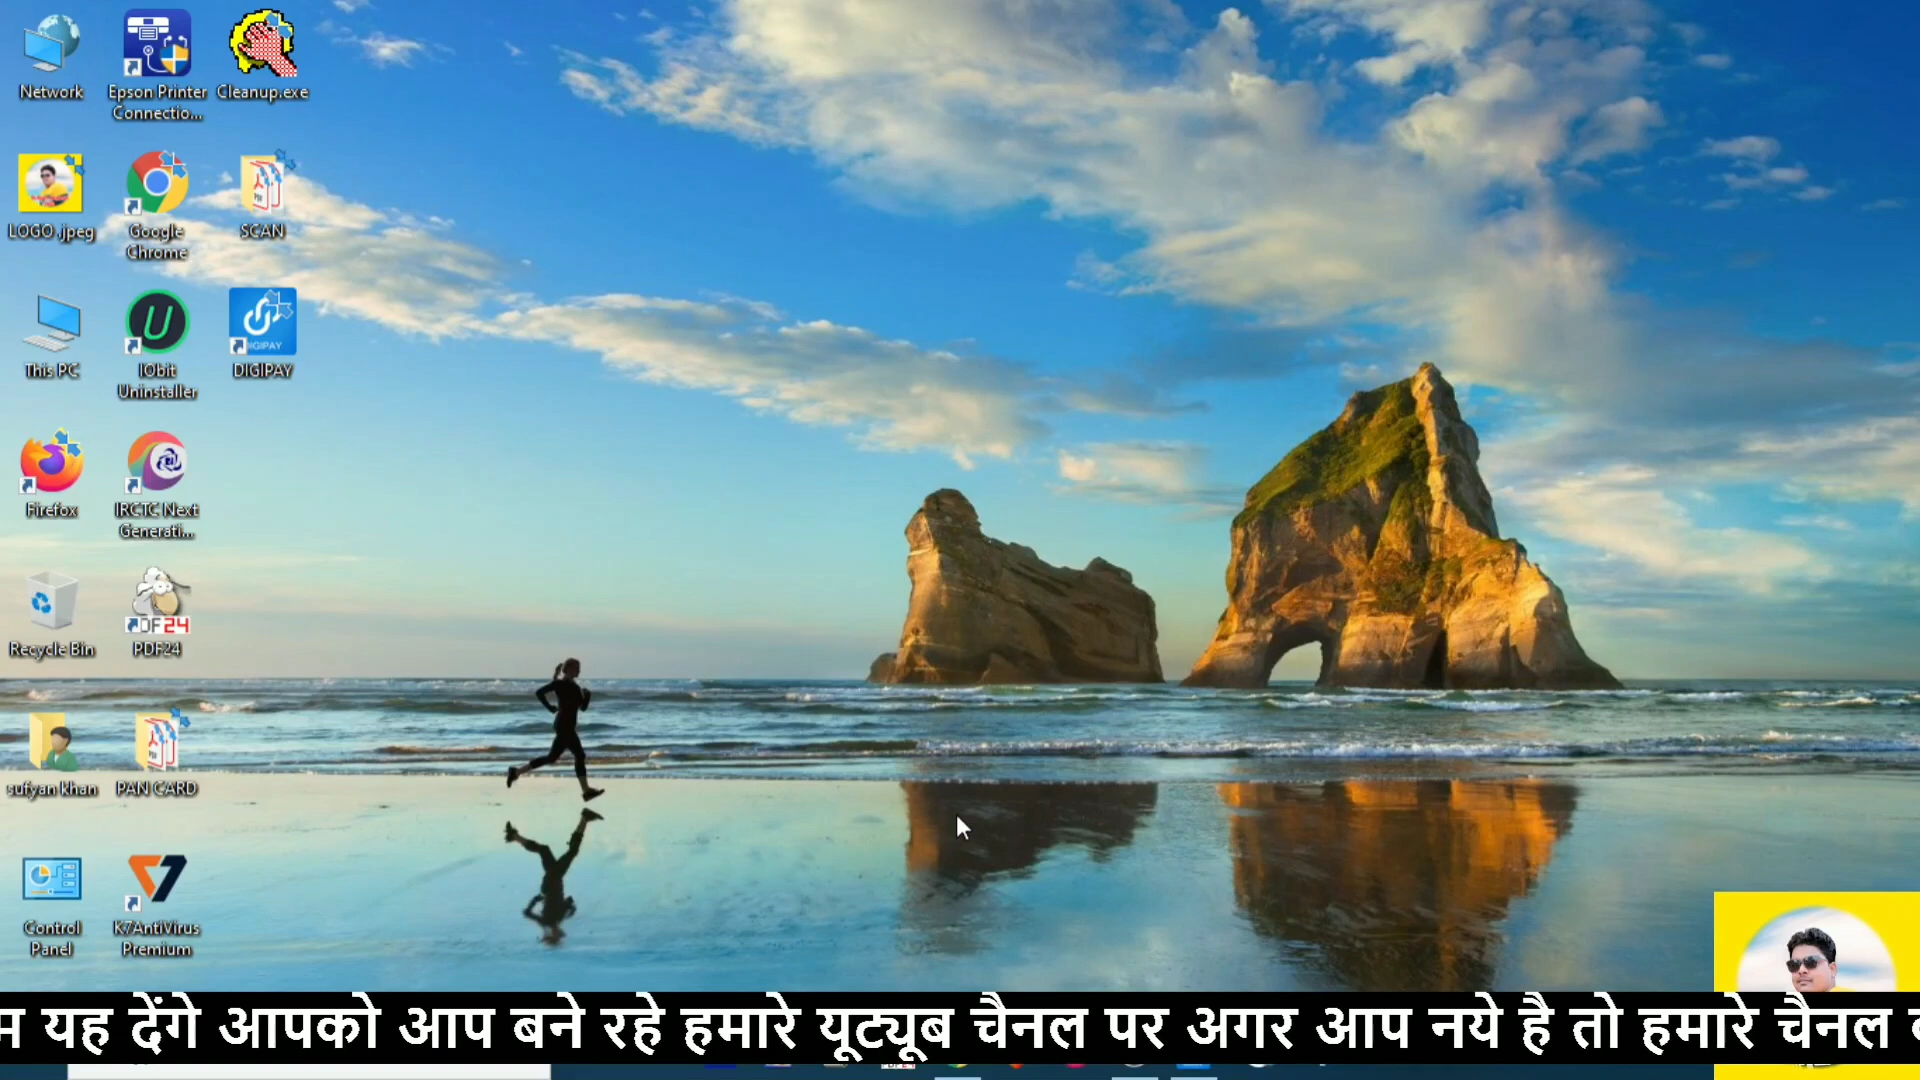 Network
Epson Printer
Connectio...
Cleanup.exe
LOGO .jpeg
Google
Chrome
SCAN
This PC
IObit
Uninstaller
DIGIPAY
DIGIPAY
Firefox
IRCTC Next
Generati...
Recycle Bin
PDF24
sufyan khan
PAN CARD
Control
Panel
K7AntiVirus
Premium
यह देंगे आपको आप बने रहे हमारे यूट्यूब चैनल पर अगर आप नये है तो हमारे चैनल